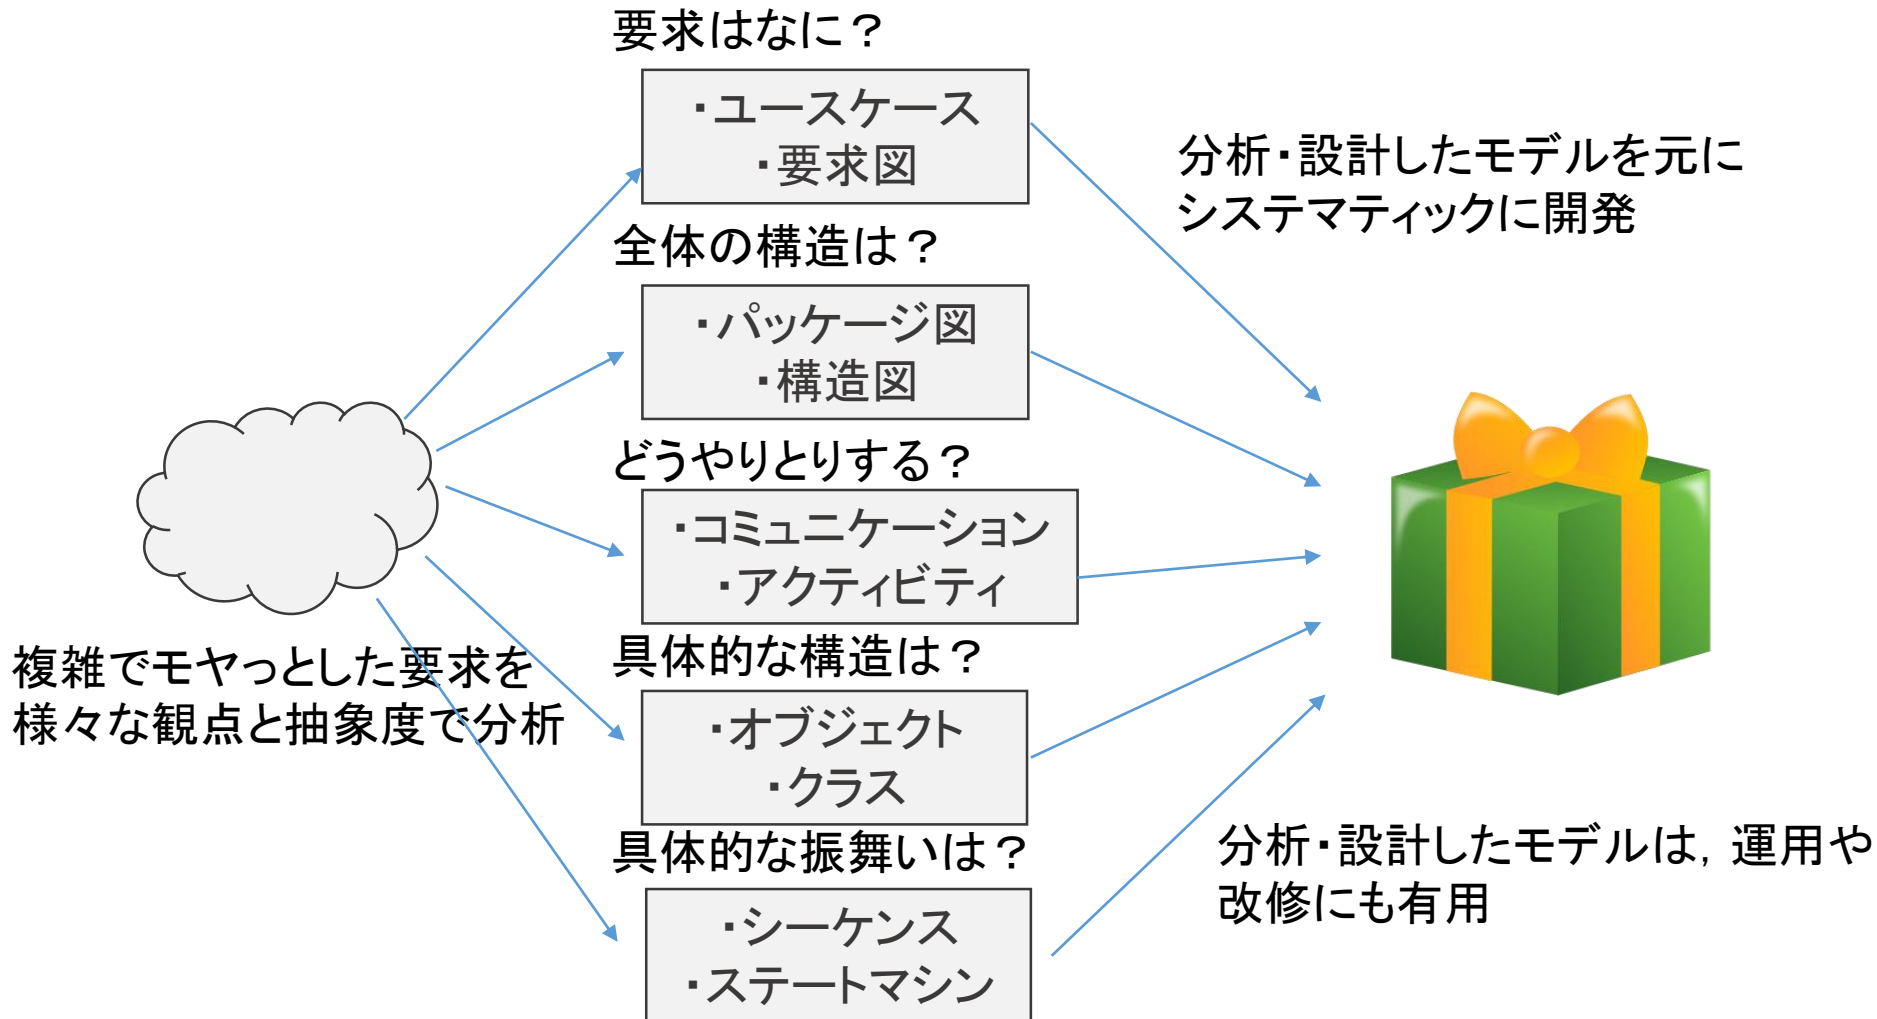 要求はなに？
・ユースケース
・要求図
全体の構造は？
・パッケージ図
・構造図
どうやりとりする？
・コミュニケーション
・アクティビティ
具体的な構造は？
・オブジェクト
・クラス
具体的な振舞いは？
・シーケンス
・ステートマシン
複雑でモヤっとした要求を
様々な観点と抽象度で分析
分析・設計したモデルを元に
システマティックに開発
分析・設計したモデルは，運用や
改修にも有用